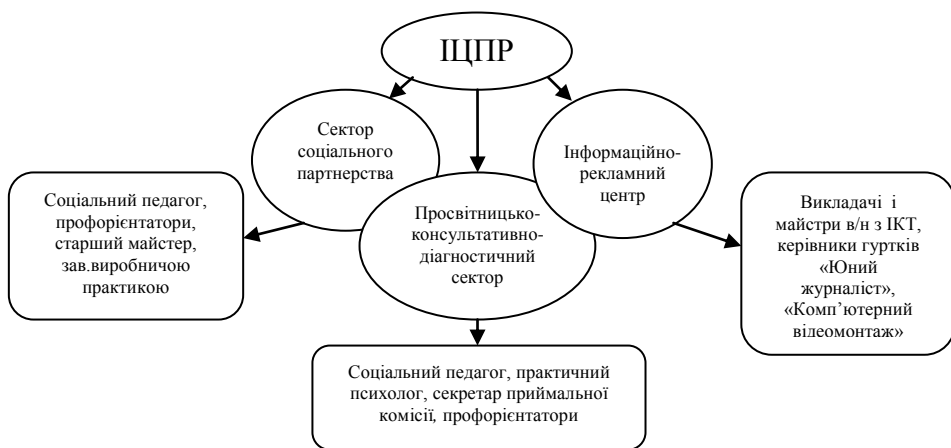 ІЩПР
Сектор
соціального
партнерства
Інформаційно-
рекламний
центр
Просвітницько-
консультативно-
діагностичний
сектор
Соціальний педагог,
профорієнтатори,
старший майстер,
зав.виробничою
практикою
Викладачі і
майстри в/н з ІКТ,
керівники гуртків
«Юний
журналіст»,
«Комп’ютерний
відеомонтаж»
Соціальний педагог, практичний
психолог, секретар приймальної
комісії, профорієнтатори